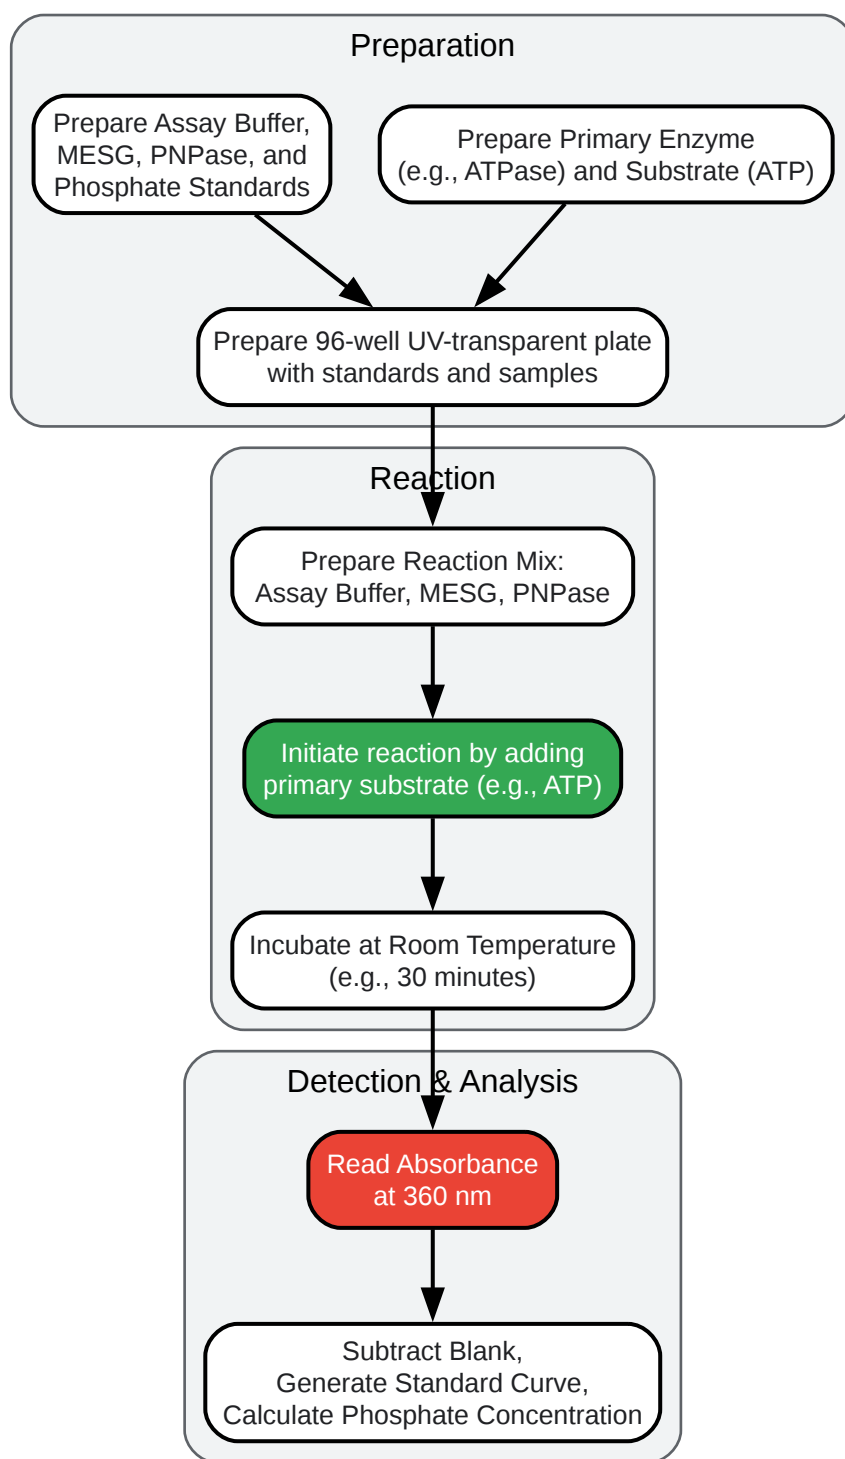 Preparation
Prepare Assay Buffer,
MESG, PNPase, and
Phosphate Standards
Prepare Primary Enzyme
(e.g., ATPase) and Substrate (ATP)
Prepare 96-well UV-transparent plate
with standards and samples
Reaction
Prepare Reaction Mix:
Assay Buffer, MESG, PNPase
Initiate reaction by adding
primary substrate (e.g., ATP)
Incubate at Room Temperature
(e.g., 30 minutes)
Detection & Analysis
Read Absorbance
at 360 nm
Subtract Blank,
Generate Standard Curve,
Calculate Phosphate Concentration